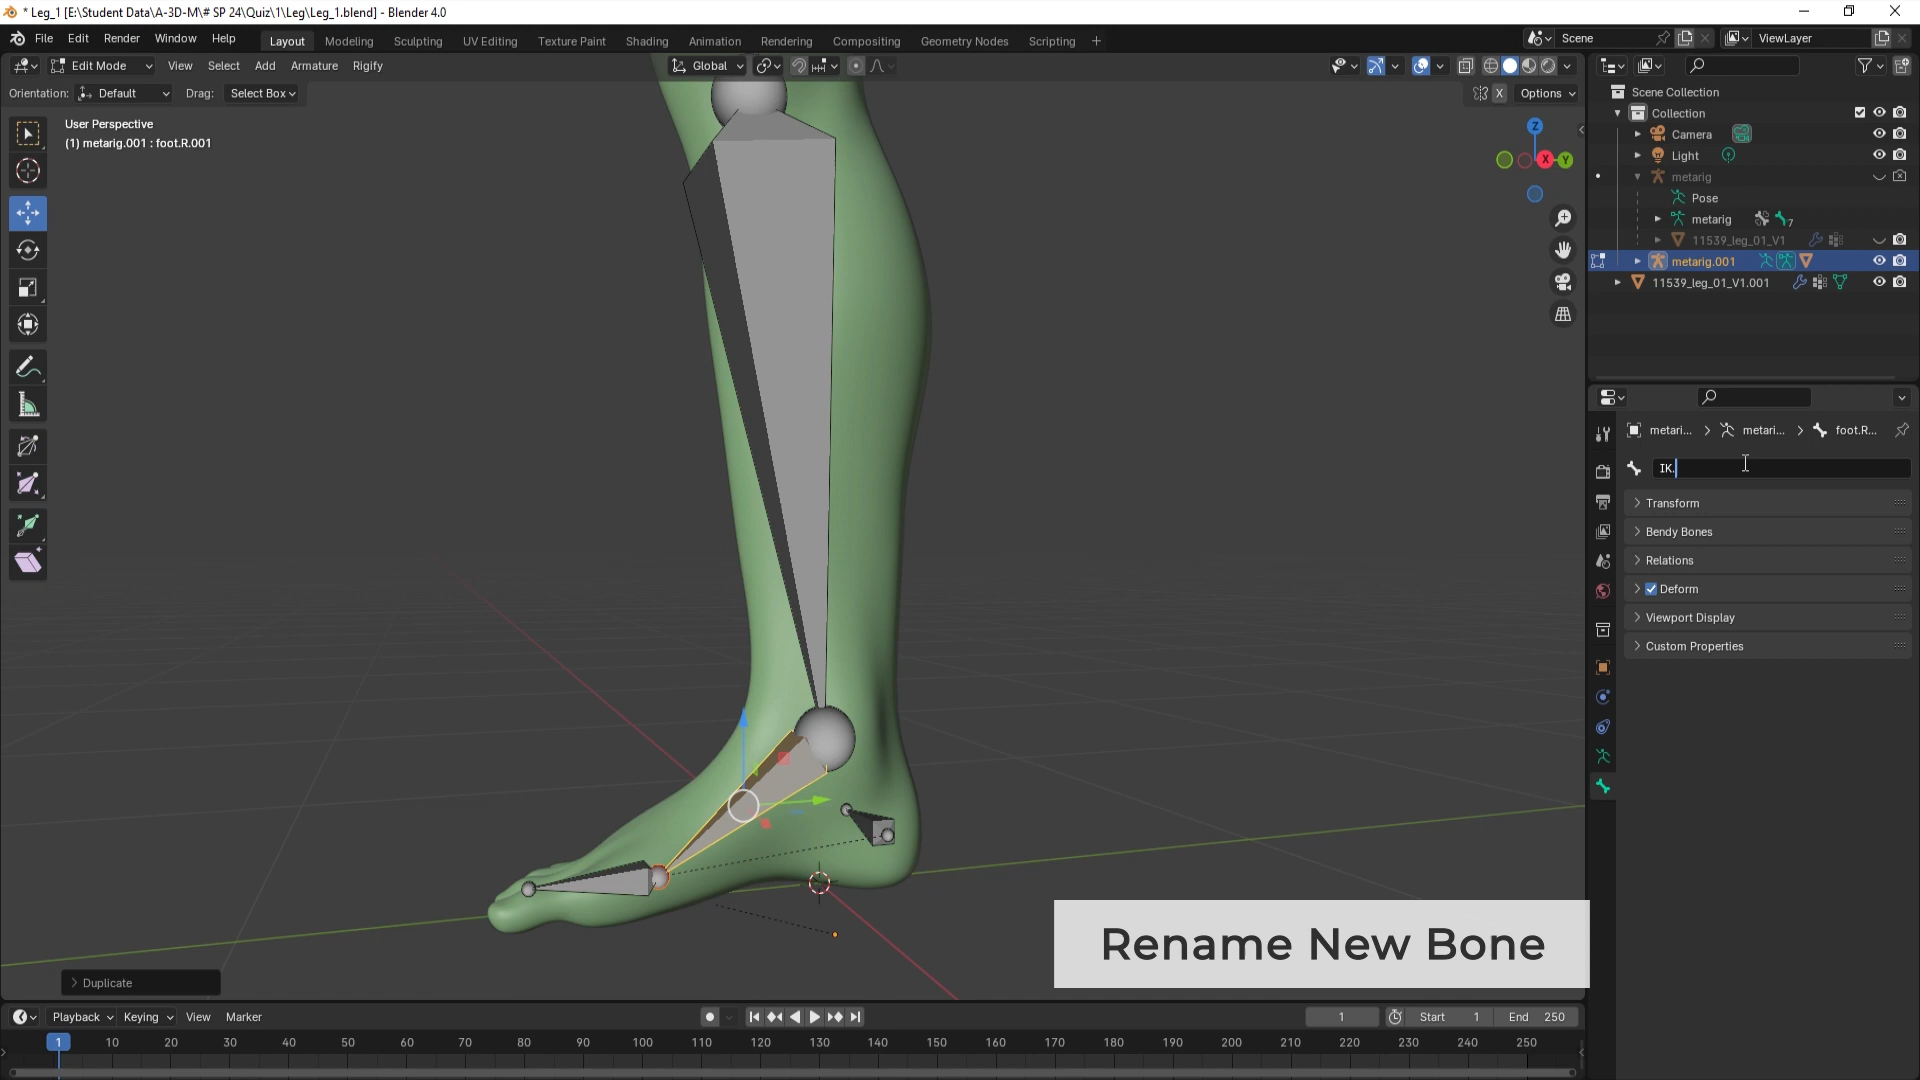 * Leg_1 [E:\Student Data\A-3D-M\# SP 24\Quiz\1\Leg\Leg_1.blend] - Blender 4.0
File Edit Render Window Help Layout Modeling Sculpting UV Editing Texture Paint Shading Animation Rendering Compositing Geometry Nodes Scripting + Scene ViewLayer
Edit Mode View Select Add Armature Rigify Global
Orientation: Default Drag: Select Box X Options
User Perspective
(1) metarig.001 : foot.R.001
Z
X Y
Scene Collection
Collection
Camera
Light
metarig
Pose
metarig 7
11539_leg_01_V1
metarig.001
11539_leg_01_V1.001
metari... > metari... > foot.R...
IK.
Transform
Bendy Bones
Relations
Deform
Viewport Display
Custom Properties
Rename New Bone
Duplicate
Playback Keying View Marker 1 Start 1 End 250
1 10 20 30 40 50 60 70 80 90 100 110 120 130 140 150 160 170 180 190 200 210 220 230 240 250